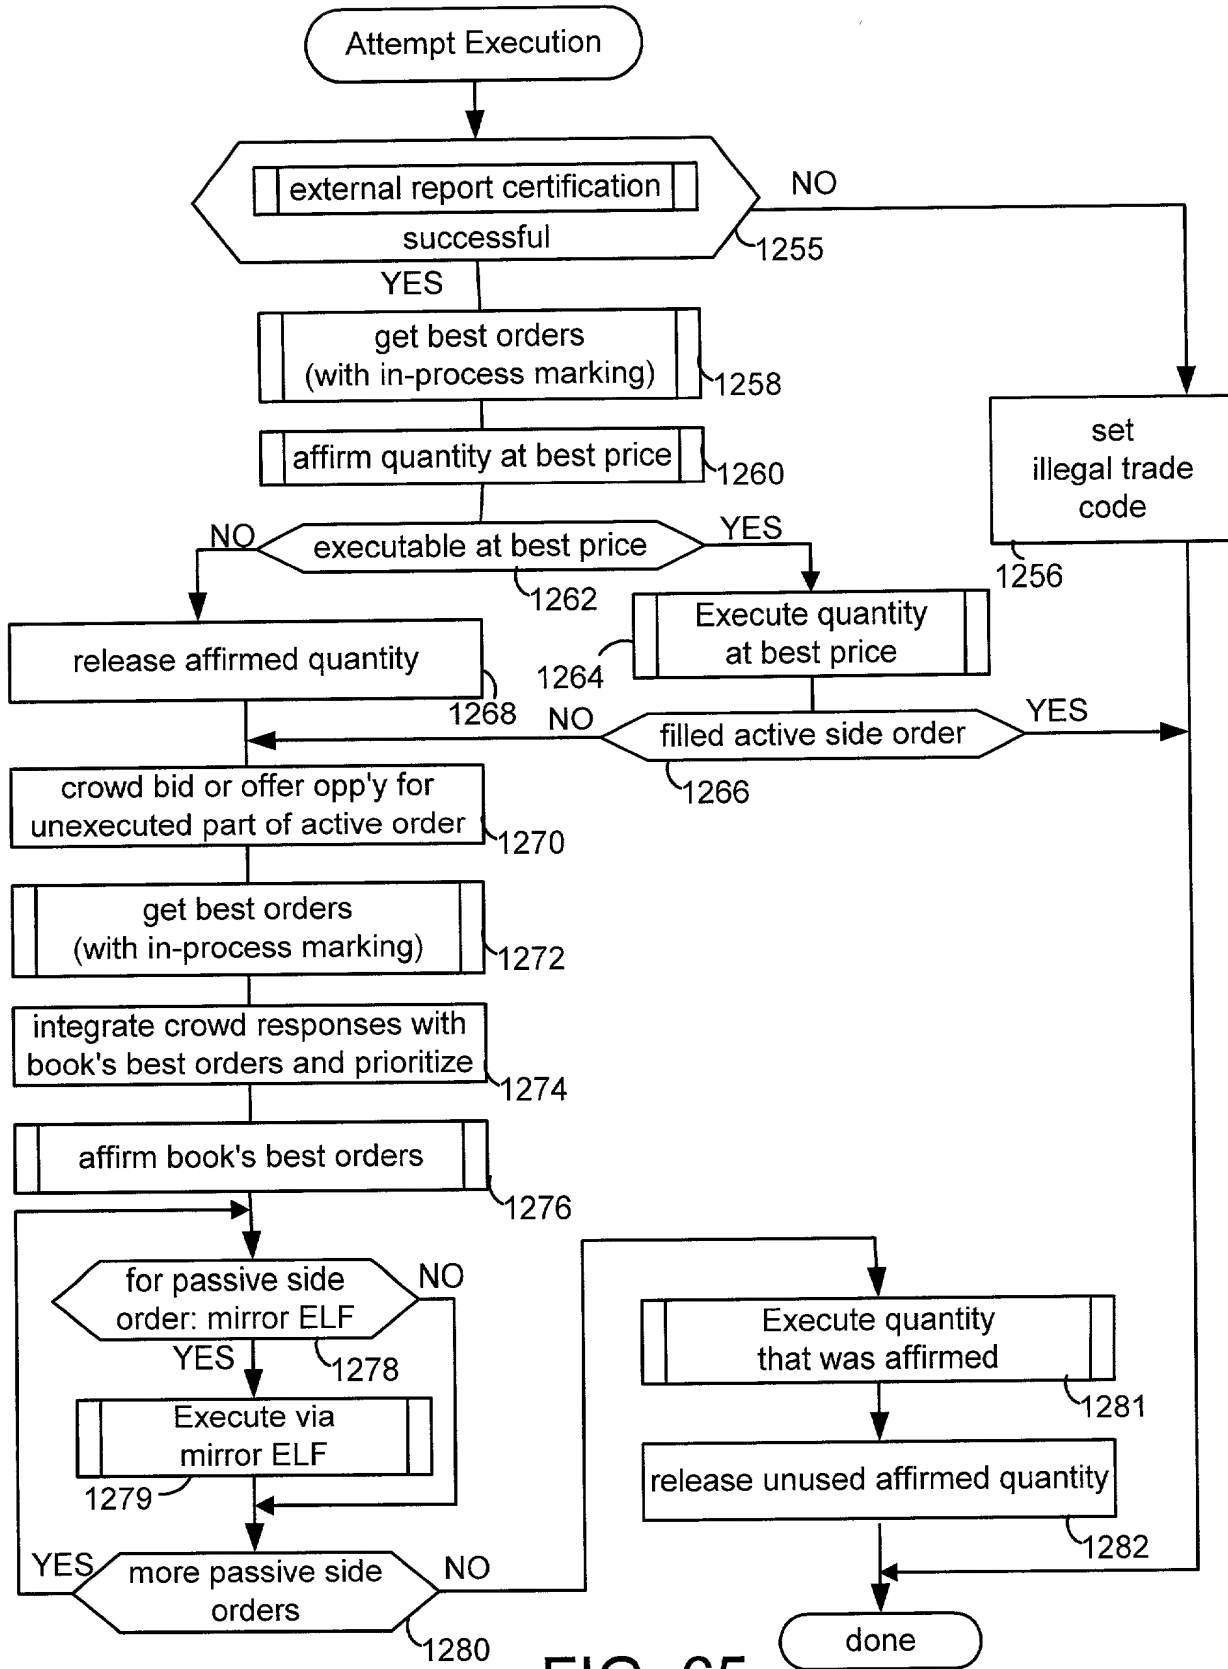 Attempt Execution
external report certification
successful
NO
1255
YES
get best orders
(with in-process marking)
1258
affirm quantity at best price
1260
set
illegal trade
code
1256
NO
executable at best price
YES
1262
Execute quantity
at best price
1264
release affirmed quantity
1268
NO
filled active side order
YES
1266
crowd bid or offer opp'y for
unexecuted part of active order
1270
get best orders
(with in-process marking)
1272
integrate crowd responses with
book's best orders and prioritize
1274
affirm book's best orders
1276
for passive side
order: mirror ELF
NO
YES
1278
Execute via
mirror ELF
1279
YES
more passive side
orders
NO
1280
Execute quantity
that was affirmed
1281
release unused affirmed quantity
1282
done
FIG. 65